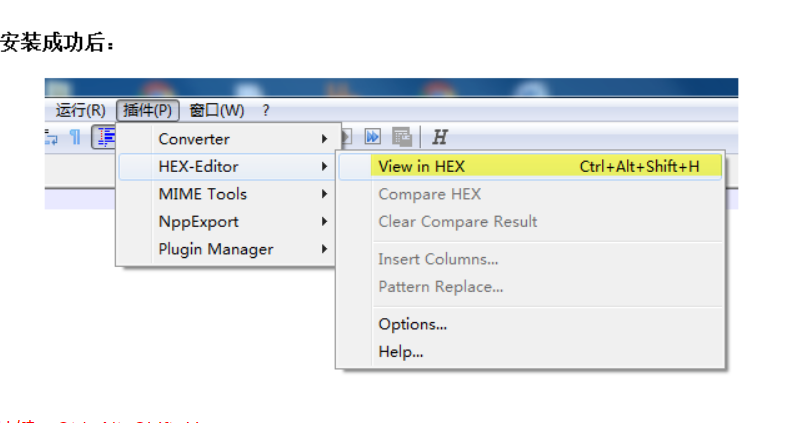 安装成功后：
运行(R) 插件(P) 窗口(W) ?
H
Converter
HEX-Editor
View in HEX Ctrl+Alt+Shift+H
MIME Tools
Compare HEX
NppExport
Clear Compare Result
Plugin Manager
Insert Columns...
Pattern Replace...
Options...
Help...